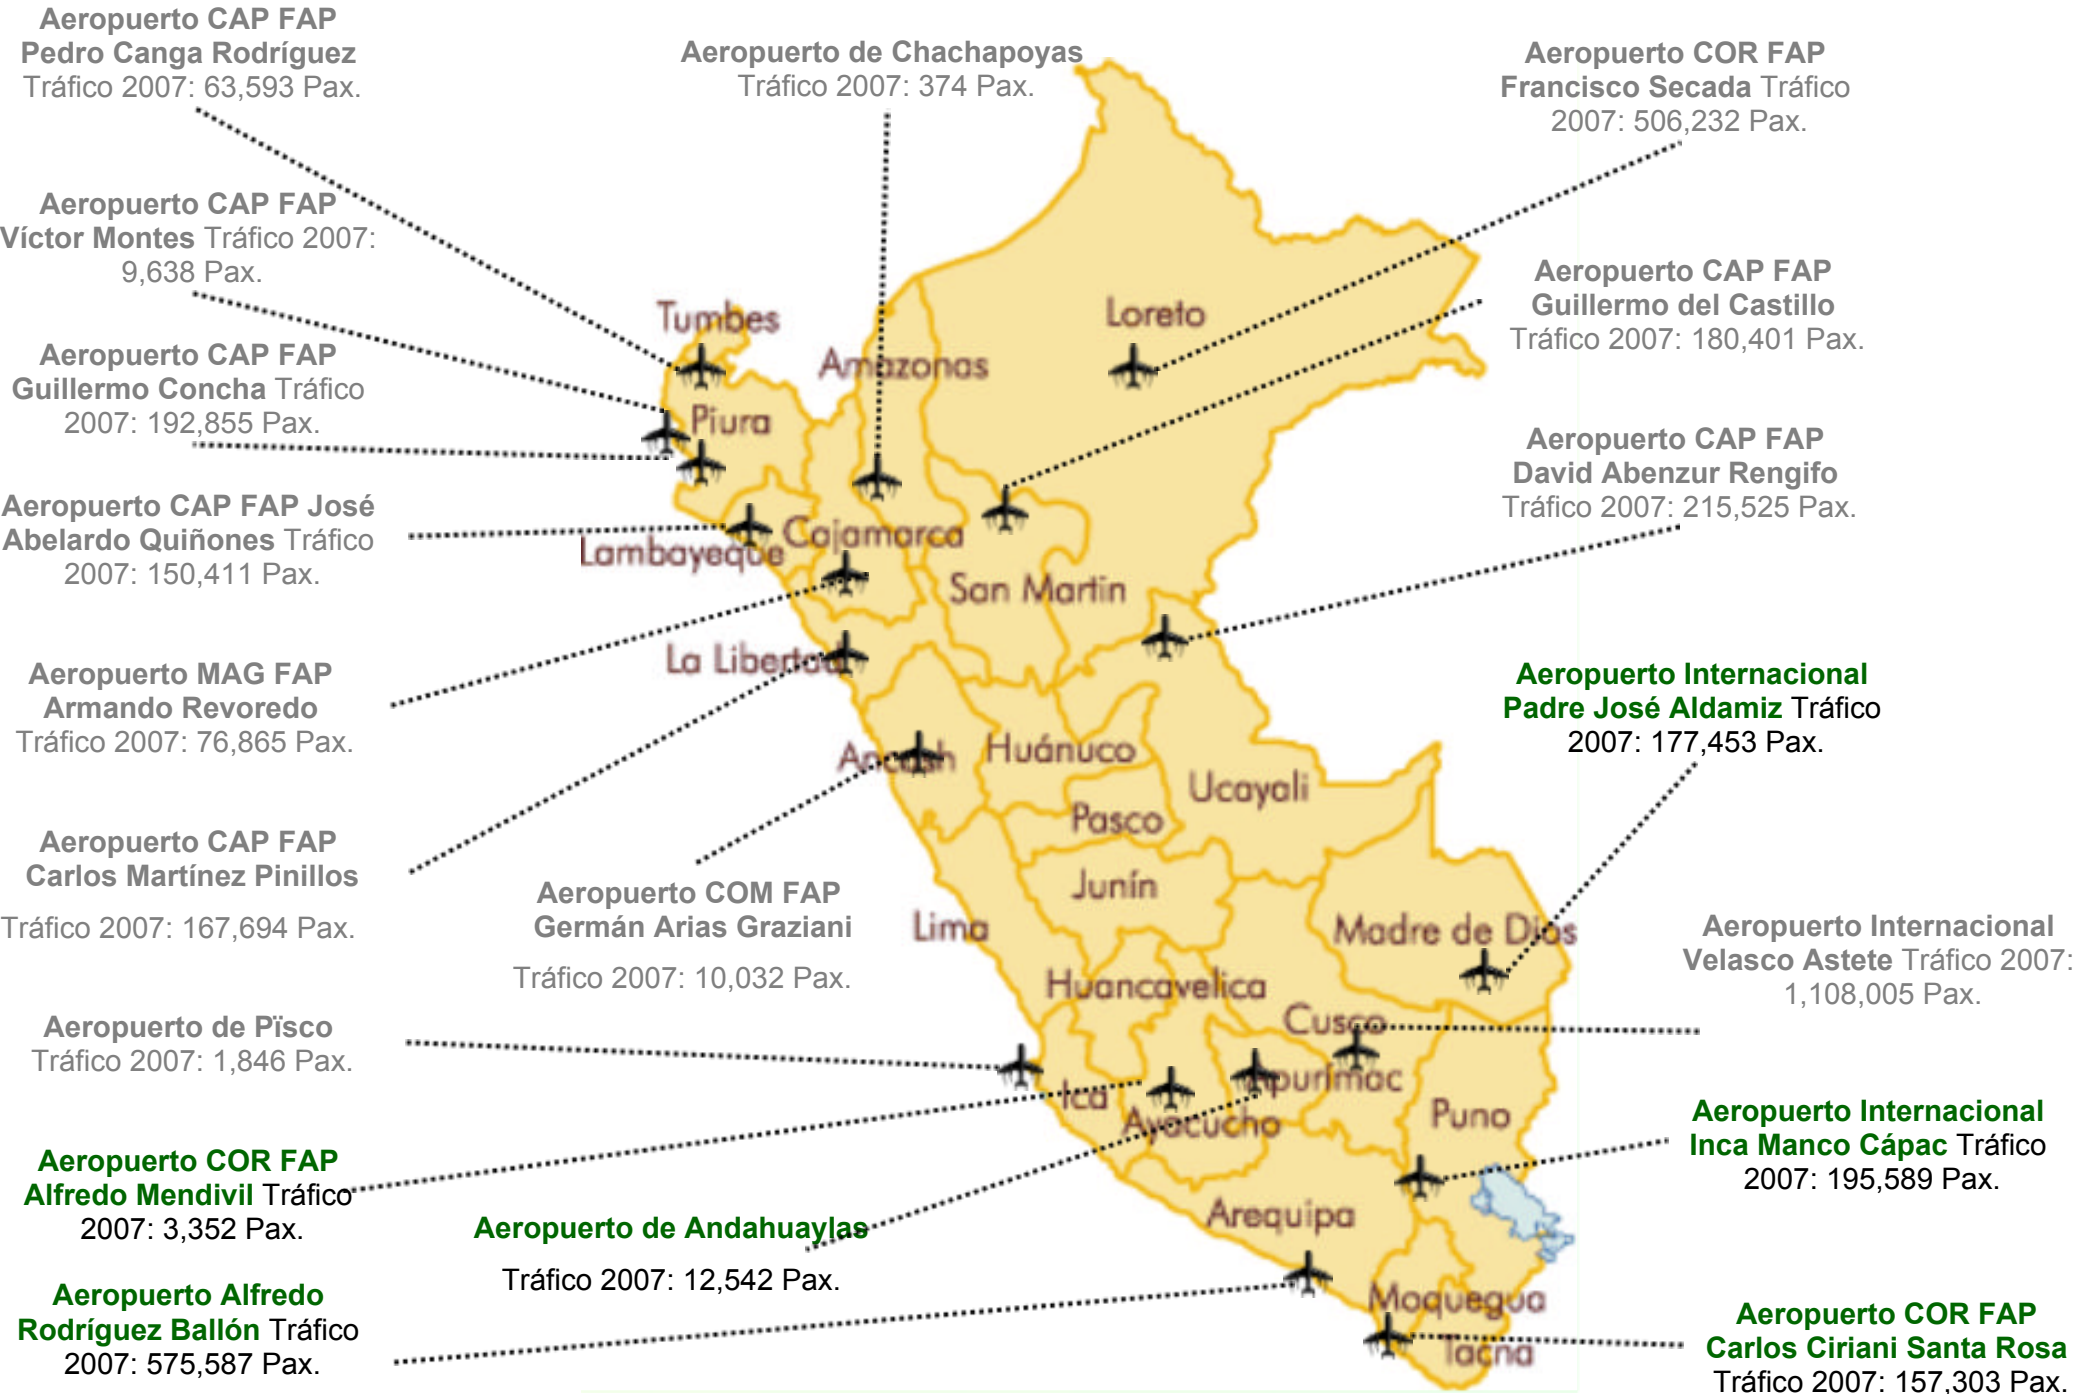 Aeropuerto CAP FAP
Pedro Canga Rodríguez
Tráfico 2007: 63,593 Pax.
Aeropuerto de Chachapoyas
Tráfico 2007: 374 Pax.
Aeropuerto COR FAP
Francisco Secada Tráfico
2007: 506,232 Pax.
Aeropuerto CAP FAP
Víctor Montes Tráfico 2007:
9,638 Pax.
Aeropuerto CAP FAP
Guillermo del Castillo
Tráfico 2007: 180,401 Pax.
Aeropuerto CAP FAP
Guillermo Concha Tráfico
2007: 192,855 Pax.
Aeropuerto CAP FAP
David Abenzur Rengifo
Tráfico 2007: 215,525 Pax.
Aeropuerto CAP FAP José
Abelardo Quiñones Tráfico
2007: 150,411 Pax.
Aeropuerto MAG FAP
Armando Revoredo
Tráfico 2007: 76,865 Pax.
Aeropuerto Internacional
Padre José Aldamiz Tráfico
2007: 177,453 Pax.
Aeropuerto CAP FAP
Carlos Martínez Pinillos
Tráfico 2007: 167,694 Pax.
Aeropuerto COM FAP
Germán Arias Graziani
Tráfico 2007: 10,032 Pax.
Aeropuerto Internacional
Velasco Astete Tráfico 2007:
1,108,005 Pax.
Aeropuerto de Pïsco
Tráfico 2007: 1,846 Pax.
Aeropuerto Internacional
Inca Manco Cápac Tráfico
2007: 195,589 Pax.
Aeropuerto COR FAP
Alfredo Mendivil Tráfico
2007: 3,352 Pax.
Aeropuerto de Andahuaylas
Tráfico 2007: 12,542 Pax.
Aeropuerto Alfredo
Rodríguez Ballón Tráfico
2007: 575,587 Pax.
Aeropuerto COR FAP
Carlos Ciriani Santa Rosa
Tráfico 2007: 157,303 Pax.
Tumbes
Loreto
Amazonas
Piura
Cajamarca
Lambayeque
San Martín
La Libertad
Ancash
Huánuco
Ucayali
Pasco
Junín
Lima
Madre de Dios
Huancavelica
Cusco
Apurímac
Ica
Ayacucho
Puno
Arequipa
Moquegua
Tacna